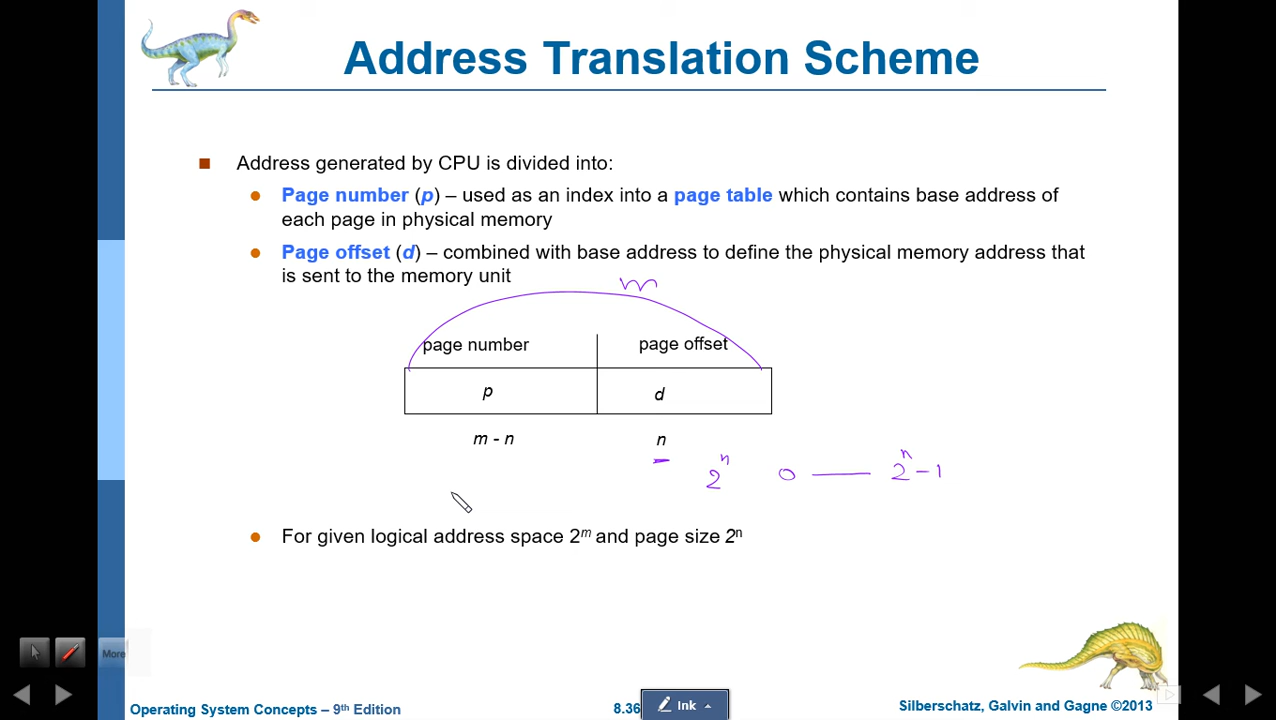 Address Translation Scheme
■ Address generated by CPU is divided into:
● Page number (p) – used as an index into a page table which contains base address of
each page in physical memory
● Page offset (d) – combined with base address to define the physical memory address that
is sent to the memory unit
m
page number page offset
p d
m - n n
2ⁿ 0 —— 2ⁿ-1
● For given logical address space 2ᵐ and page size 2ⁿ
More
Operating System Concepts – 9th Edition
8.36
Ink
Silberschatz, Galvin and Gagne ©2013